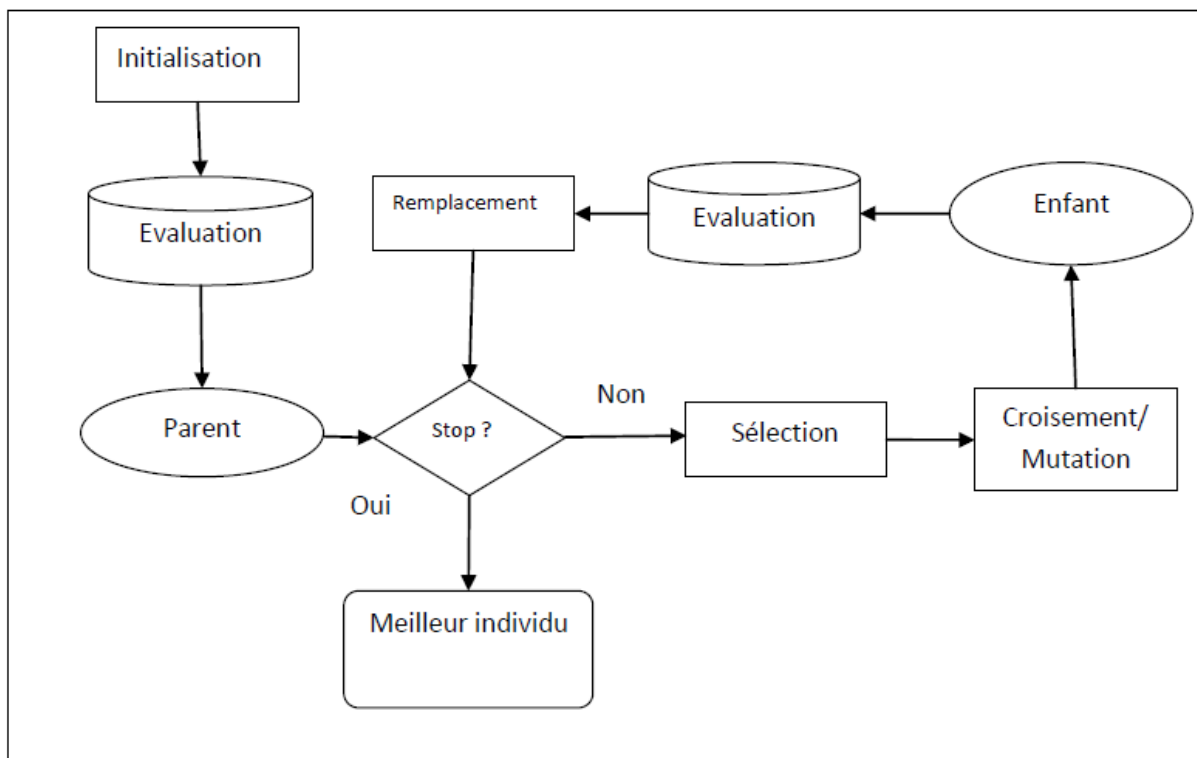 Initialisation
Remplacement
Evaluation
Evaluation
Enfant
Parent
Stop ?
Non
Sélection
Croisement/
Mutation
Oui
Meilleur individu